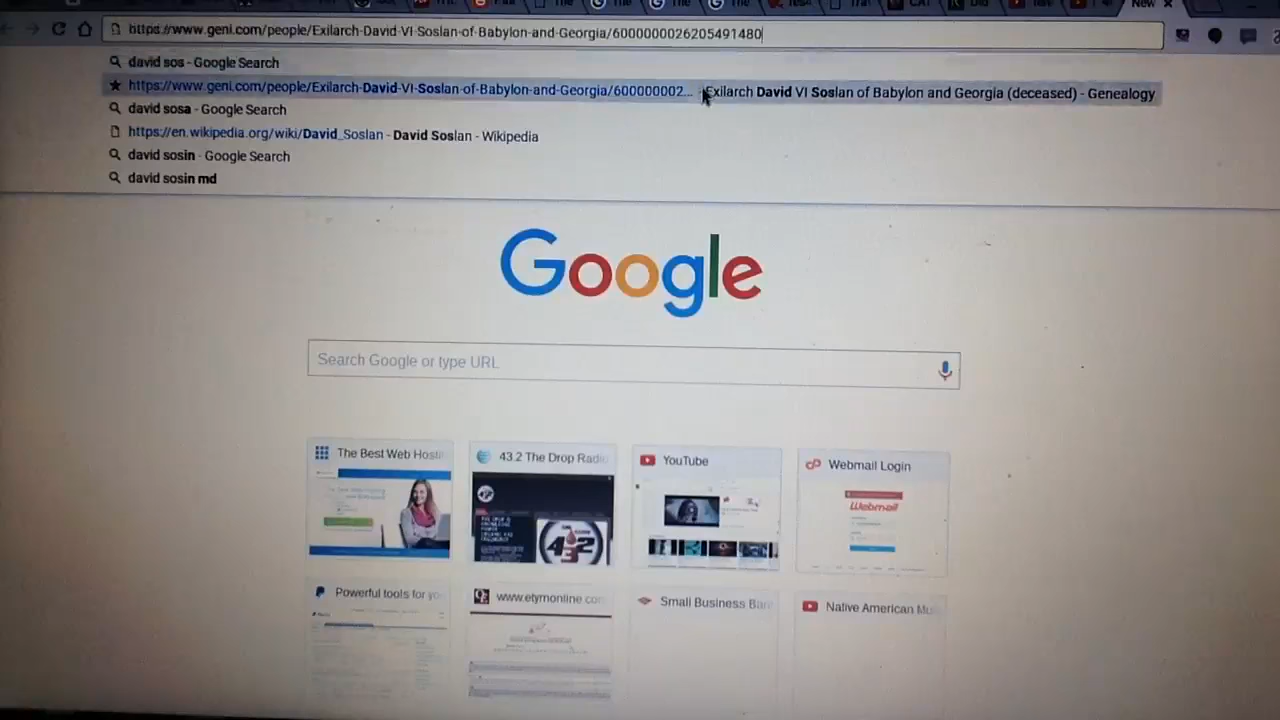 New
https://www.geni.com/people/Exilarch-David-VI-Soslan-of-Babylon-and-Georgia/6000000026205491480
david sos - Google Search
https://www.geni.com/people/Exilarch-David-VI-Soslan-of-Babylon-and-Georgia/600000002... - Exilarch David VI Soslan of Babylon and Georgia (deceased) - Genealogy
david sosa - Google Search
https://en.wikipedia.org/wiki/David_Soslan - David Soslan - Wikipedia
david sosin - Google Search
david sosin md
Google
Search Google or type URL
The Best Web Hosti
43.2 The Drop Radio
YouTube
Webmail Login
Webmail
432
Powerful tools for yo
www.etymonline.com
Small Business Ban
Native American Mu